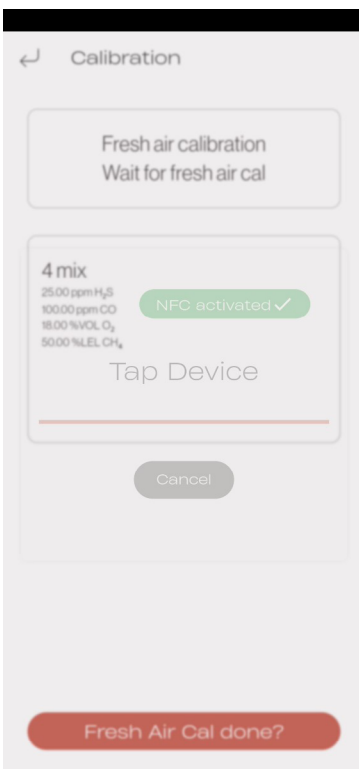 Calibration
Fresh air calibration
Wait for fresh air cal
4 mix
25.00 ppm H₂S
100.00 ppm CO
18.00 %VOL O₂
50.00 %LEL CH₄
NFC activated ✓
Tap Device
Cancel
Fresh Air Cal done?